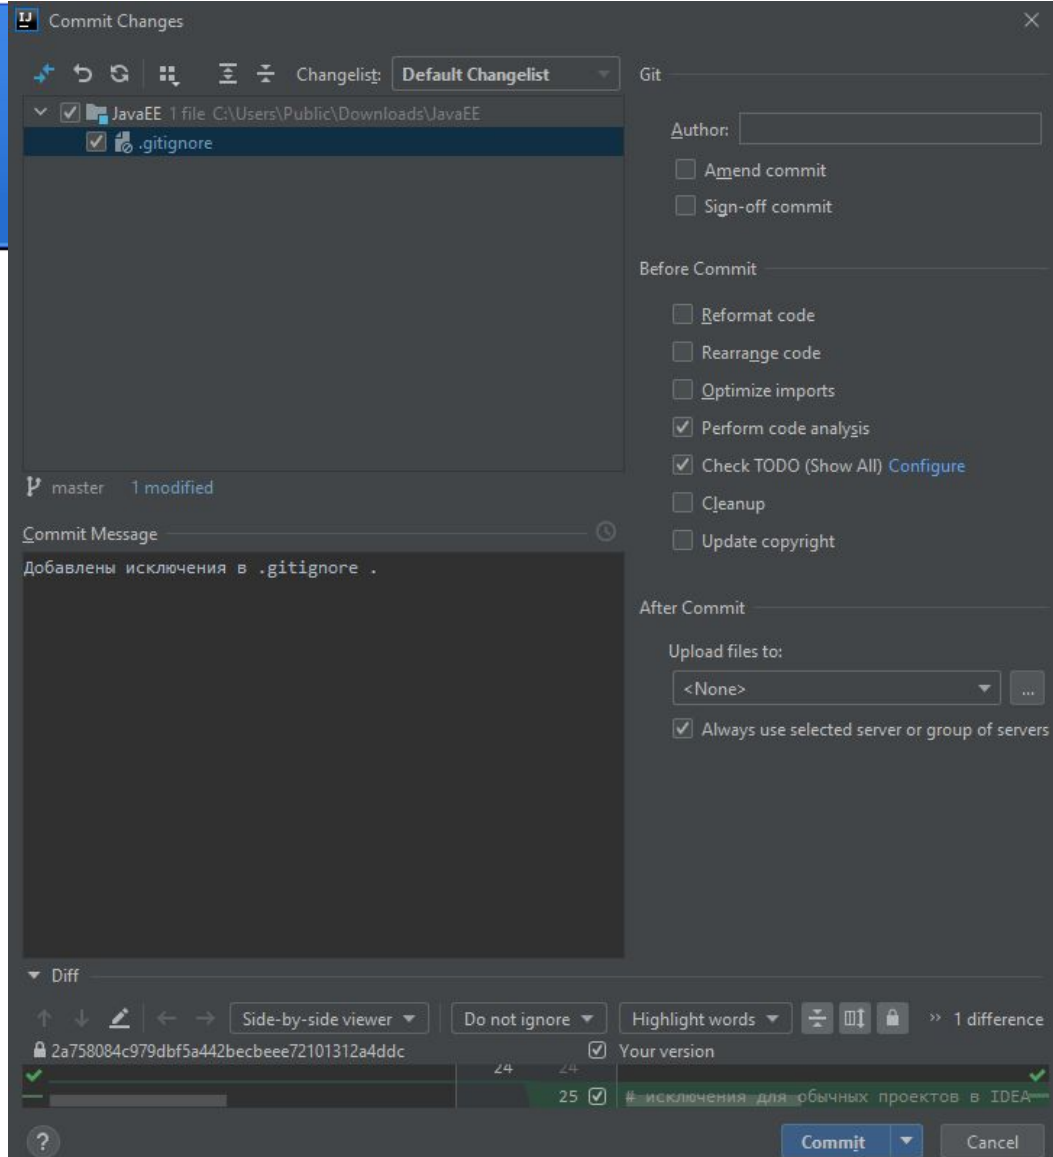 IJ Commit Changes
Changelist: Default Changelist
JavaEE 1 file C:\Users\Public\Downloads\JavaEE
.gitignore
master 1 modified
Commit Message
Добавлены исключения в .gitignore .
Git
Author:
Amend commit
Sign-off commit
Before Commit
Reformat code
Rearrange code
Optimize imports
Perform code analysis
Check TODO (Show All) Configure
Cleanup
Update copyright
After Commit
Upload files to:
<None> ...
Always use selected server or group of servers
Diff
Side-by-side viewer Do not ignore Highlight words » 1 difference
2a758084c979dbf5a442becbeee72101312a4ddc Your version
24 24
25 # исключения для обычных проектов в IDEA
? Commit Cancel